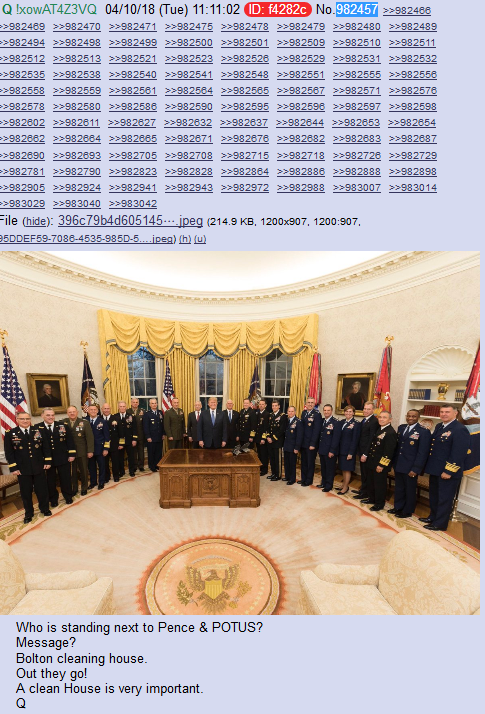 Q !xowAT4Z3VQ 04/10/18 (Tue) 11:11:02 ID: f4282c No.982457 >>982466
>>982469 >>982470 >>982471 >>982475 >>982478 >>982479 >>982480 >>982489
>>982494 >>982498 >>982499 >>982500 >>982501 >>982509 >>982510 >>982511
>>982512 >>982513 >>982521 >>982523 >>982526 >>982529 >>982531 >>982532
>>982535 >>982538 >>982540 >>982541 >>982548 >>982551 >>982555 >>982556
>>982558 >>982559 >>982561 >>982564 >>982565 >>982567 >>982571 >>982576
>>982578 >>982580 >>982586 >>982590 >>982595 >>982596 >>982597 >>982598
>>982602 >>982611 >>982627 >>982632 >>982637 >>982644 >>982653 >>982654
>>982662 >>982664 >>982665 >>982671 >>982676 >>982682 >>982683 >>982687
>>982690 >>982693 >>982705 >>982708 >>982715 >>982718 >>982726 >>982729
>>982781 >>982790 >>982823 >>982828 >>982864 >>982886 >>982888 >>982898
>>982905 >>982924 >>982941 >>982943 >>982972 >>982988 >>983007 >>983014
>>983029 >>983040 >>983042
File (hide): 396c79b4d605145⋯.jpeg (214.9 KB, 1200x907, 1200:907,
95DDEF59-7086-4535-985D-5….jpeg) (h) (u)
Who is standing next to Pence & POTUS?
Message?
Bolton cleaning house.
Out they go!
A clean House is very important.
Q